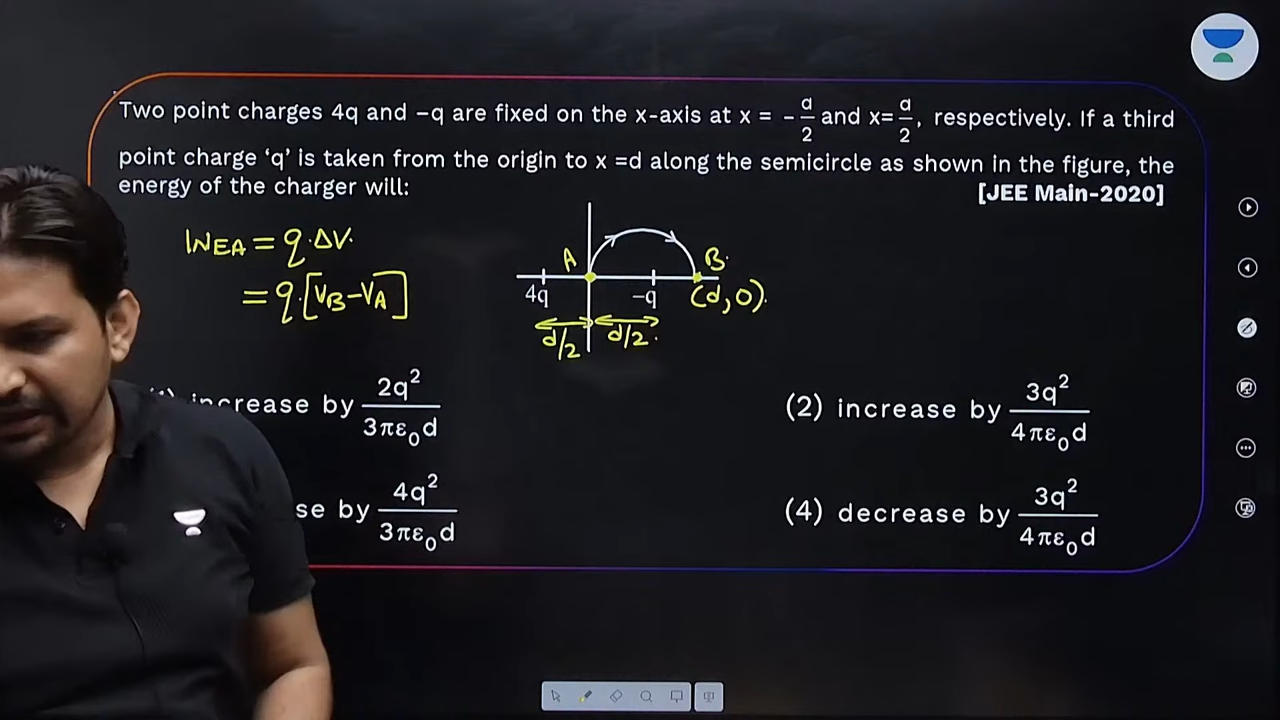 Two point charges 4q and –q are fixed on the x-axis at x = -d/2 and x=d/2, respectively. If a third
point charge ‘q’ is taken from the origin to x =d along the semicircle as shown in the figure, the
energy of the charger will:
[JEE Main-2020]
WEA = q.ΔV.
= q.[VB-VA]
A
B.
4q
-q
(d,0).
d/2
d/2.
increase by 2q²/3πε₀d
(2) increase by 3q²/4πε₀d
se by 4q²/3πε₀d
(4) decrease by 3q²/4πε₀d